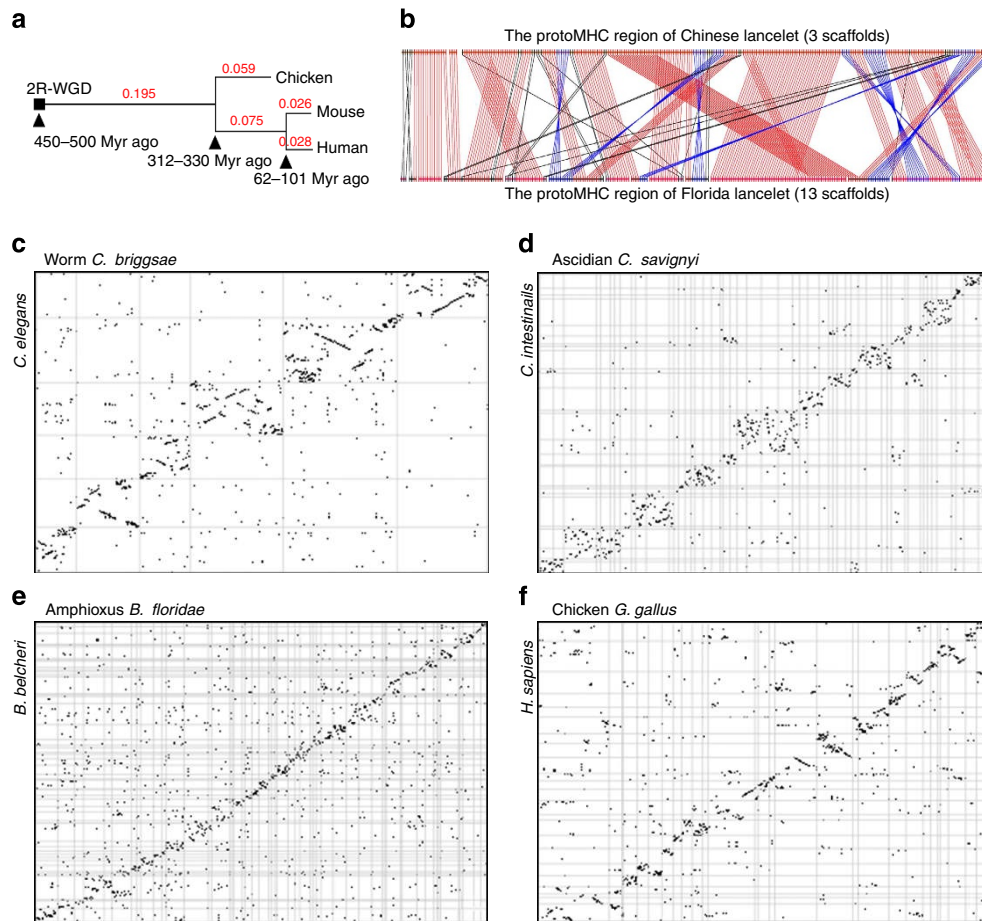 a
2R-WGD
0.195
0.059
Chicken
0.075
0.026
Mouse
0.028
Human
450–500 Myr ago
312–330 Myr ago
62–101 Myr ago
b
The protoMHC region of Chinese lancelet (3 scaffolds)
The protoMHC region of Florida lancelet (13 scaffolds)
c
Worm C. briggsae
C. elegans
d
Ascidian C. savignyi
C. intestinails
e
Amphioxus B. floridae
B. belcheri
f
Chicken G. gallus
H. sapiens